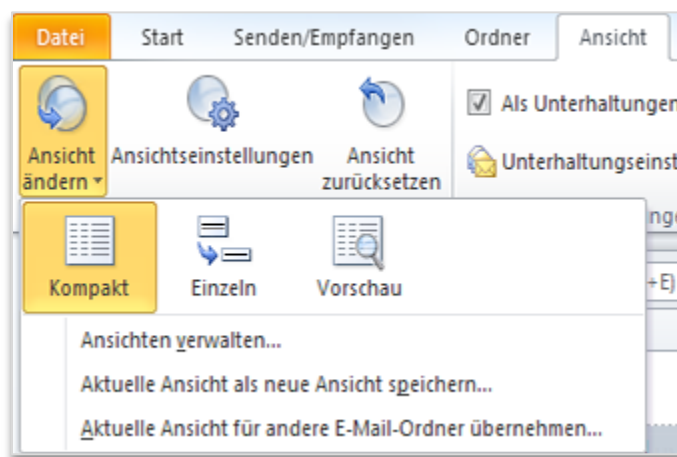 Datei Start Senden/Empfangen Ordner Ansicht
Als Unterhaltungen
Ansicht ändern Ansichtseinstellungen Ansicht zurücksetzen
Kompakt Einzeln Vorschau
+E)
Ansichten verwalten...
Aktuelle Ansicht als neue Ansicht speichern...
Aktuelle Ansicht für andere E-Mail-Ordner übernehmen...